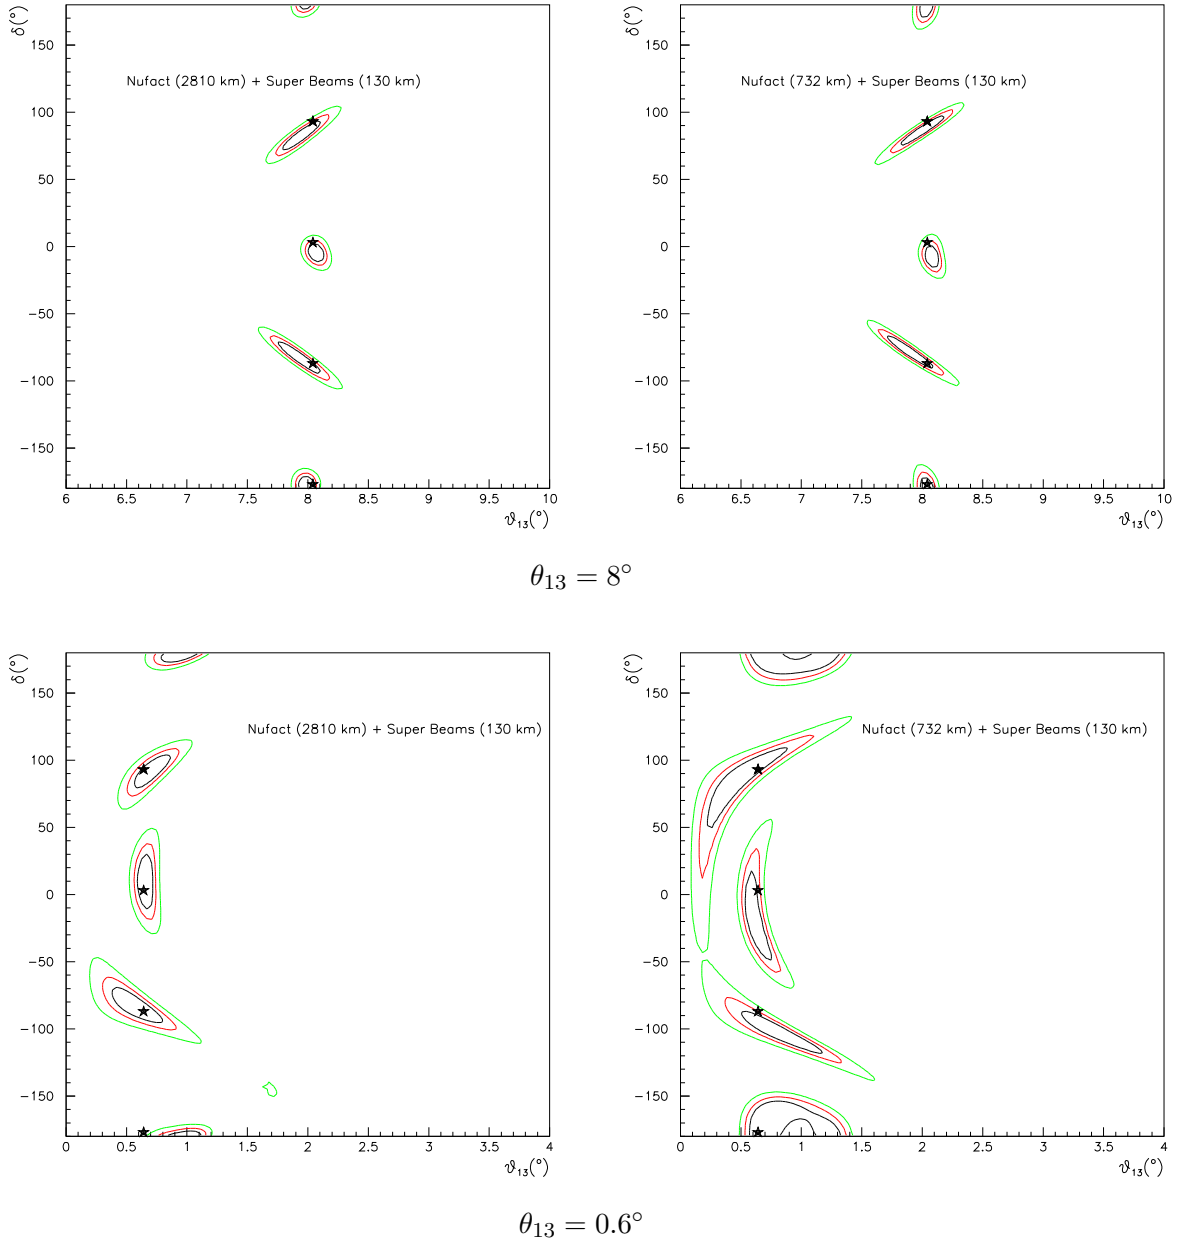 δ(°)
150
100
50
0
−50
−100
−150
Nufact (2810 km) + Super Beams (130 km)
6 6.5 7 7.5 8 8.5 9 9.5 10
ϑ13(°)
δ(°)
150
100
50
0
−50
−100
−150
Nufact (732 km) + Super Beams (130 km)
6 6.5 7 7.5 8 8.5 9 9.5 10
ϑ13(°)
θ13 = 8°
δ(°)
150
100
50
0
−50
−100
−150
Nufact (2810 km) + Super Beams (130 km)
0 0.5 1 1.5 2 2.5 3 3.5 4
ϑ13(°)
δ(°)
150
100
50
0
−50
−100
−150
Nufact (732 km) + Super Beams (130 km)
0 0.5 1 1.5 2 2.5 3 3.5 4
ϑ13(°)
θ13 = 0.6°